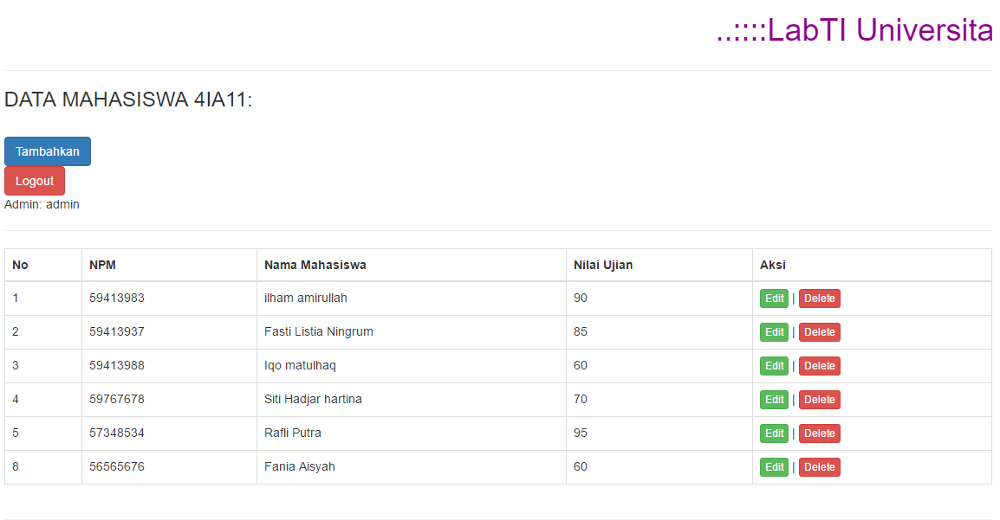 ..::::LabTI Universita
DATA MAHASISWA 4IA11:
Tambahkan
Logout
Admin: admin
No NPM Nama Mahasiswa Nilai Ujian Aksi
1 59413983 ilham amirullah 90 Edit | Delete
2 59413937 Fasti Listia Ningrum 85 Edit | Delete
3 59413988 Iqo matulhaq 60 Edit | Delete
4 59767678 Siti Hadjar hartina 70 Edit | Delete
5 57348534 Rafli Putra 95 Edit | Delete
8 56565676 Fania Aisyah 60 Edit | Delete